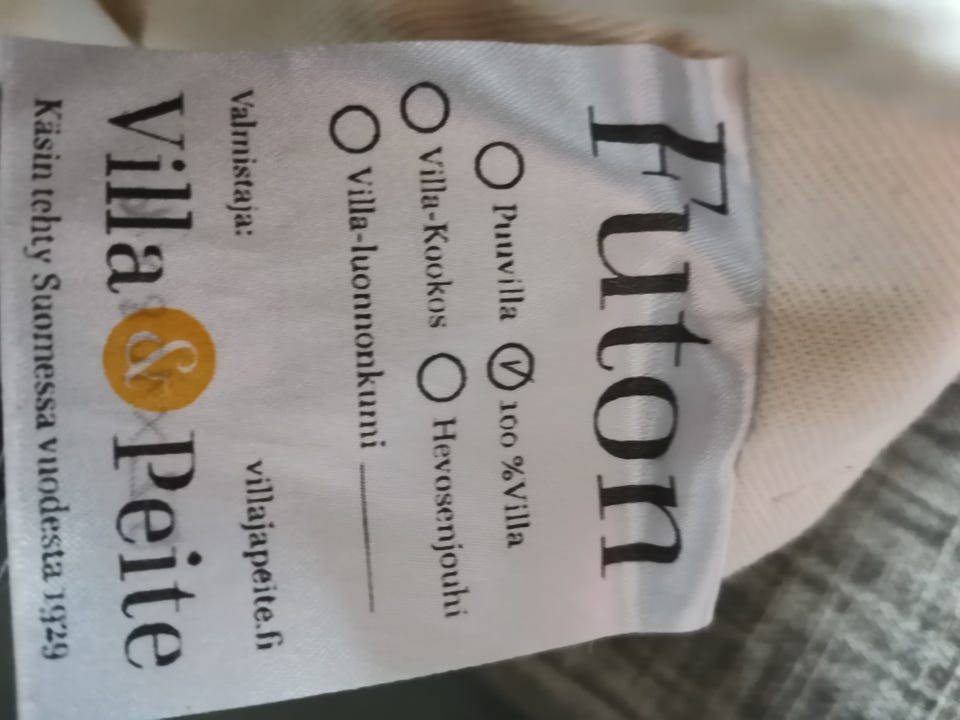 Futon
Puuvilla 100 %Villa
Villa-Kookos Hevosenjouhi
Villa-luonnonkumi ________
Valmistaja: villajapeite.fi
Villa & Peite
Käsin tehty Suomessa vuodesta 1929